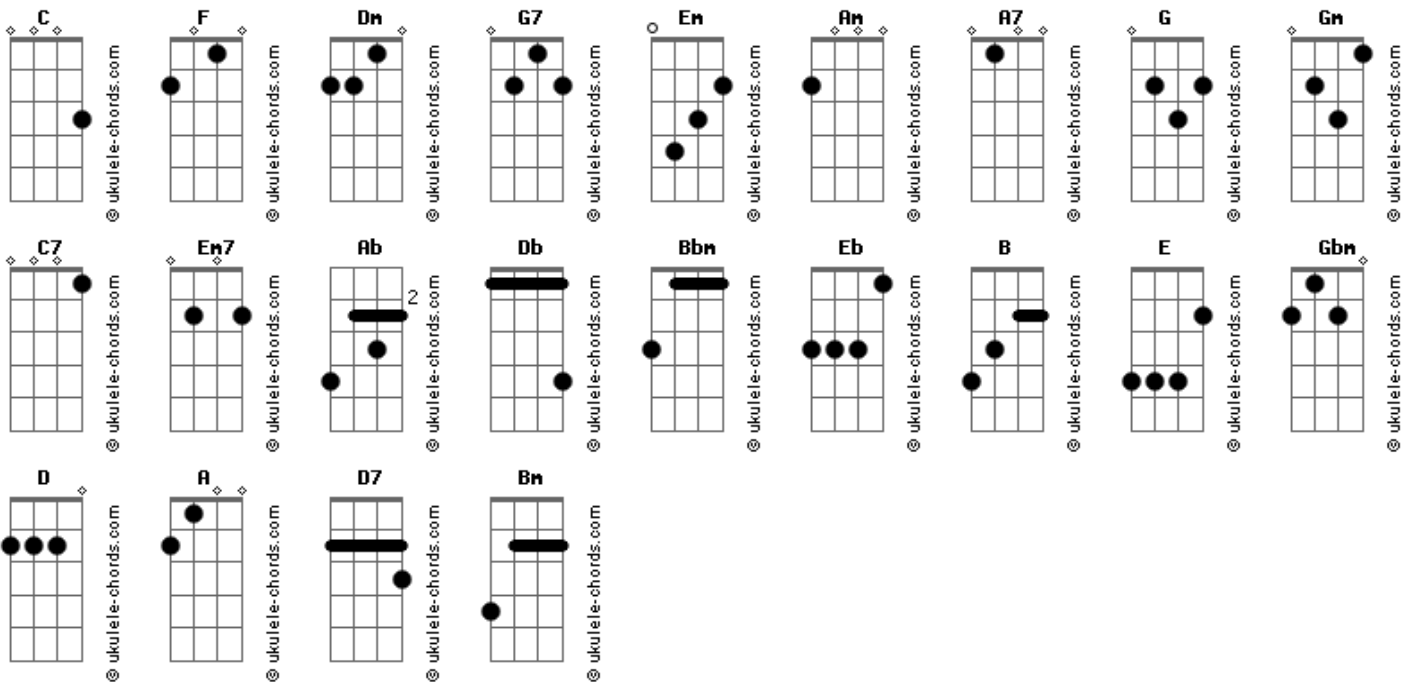 C F Dm G7 Em Am A7 G Gm
© ukulele-chords.com © ukulele-chords.com © ukulele-chords.com © ukulele-chords.com © ukulele-chords.com © ukulele-chords.com © ukulele-chords.com © ukulele-chords.com © ukulele-chords.com
C7 Em7 Ab Db Bbm Eb B E Gbm
2
© ukulele-chords.com © ukulele-chords.com © ukulele-chords.com © ukulele-chords.com © ukulele-chords.com © ukulele-chords.com © ukulele-chords.com © ukulele-chords.com © ukulele-chords.com
D A D7 Bm
© ukulele-chords.com © ukulele-chords.com © ukulele-chords.com © ukulele-chords.com